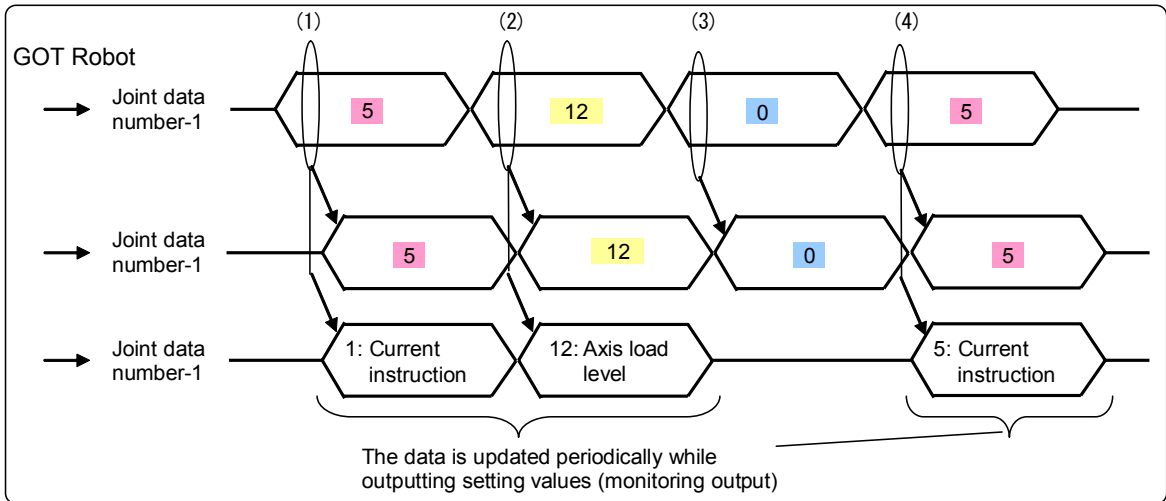 (1) (2) (3) (4)
GOT Robot
Joint data
number-1
5 12 0 5
Joint data
number-1
5 12 0 5
Joint data
number-1
1: Current
instruction
12: Axis load
level
5: Current
instruction
The data is updated periodically while
outputting setting values (monitoring output)